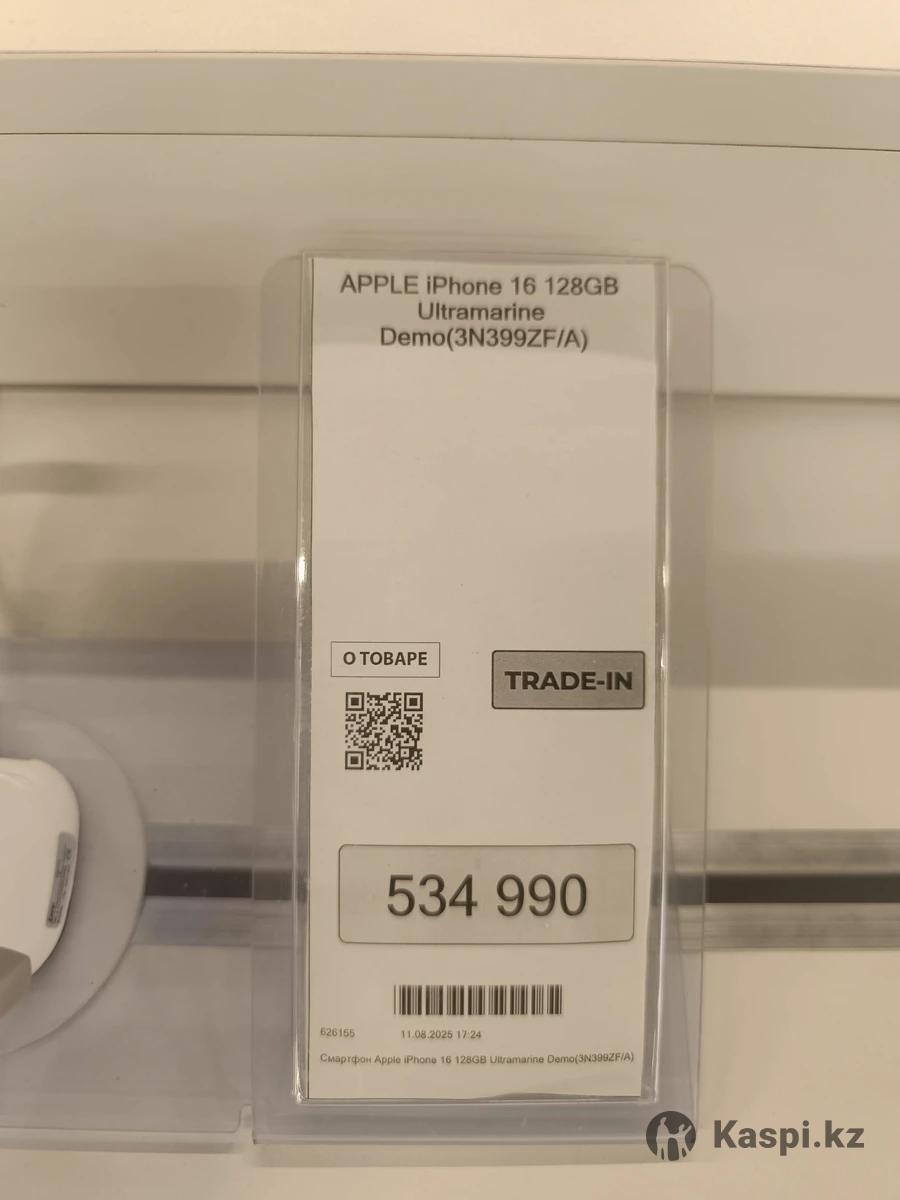 APPLE iPhone 16 128GB
Ultramarine
Demo(3N399ZF/A)
О ТОВАРЕ
TRADE-IN
534 990
626155 11.08.2025 17:24
Смартфон Apple iPhone 16 128GB Ultramarine Demo(3N399ZF/A)
Kaspi.kz